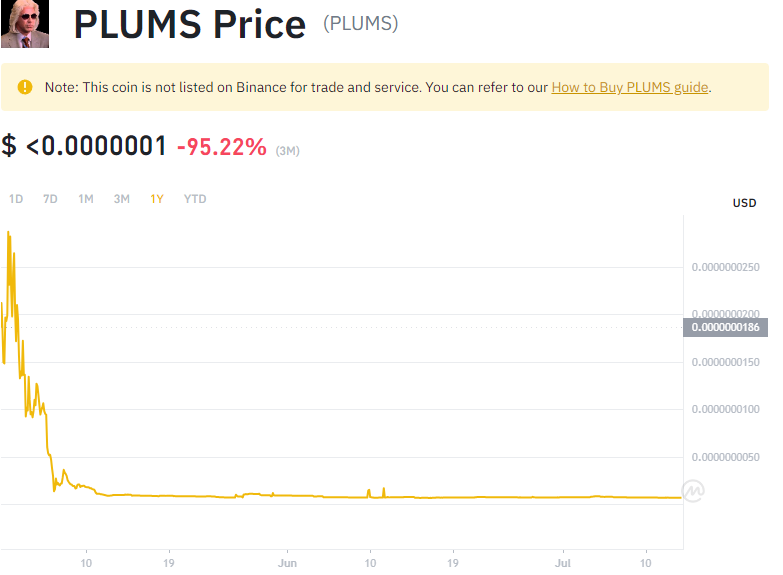 PLUMS Price (PLUMS)
Note: This coin is not listed on Binance for trade and service. You can refer to our How to Buy PLUMS guide.
$ <0.0000001 -95.22% (3M)
1D 7D 1M 3M 1Y YTD
USD
0.0000000250
0.0000000200
0.0000000186
0.0000000150
0.0000000100
0.0000000050
10 19 Jun 10 19 Jul 10